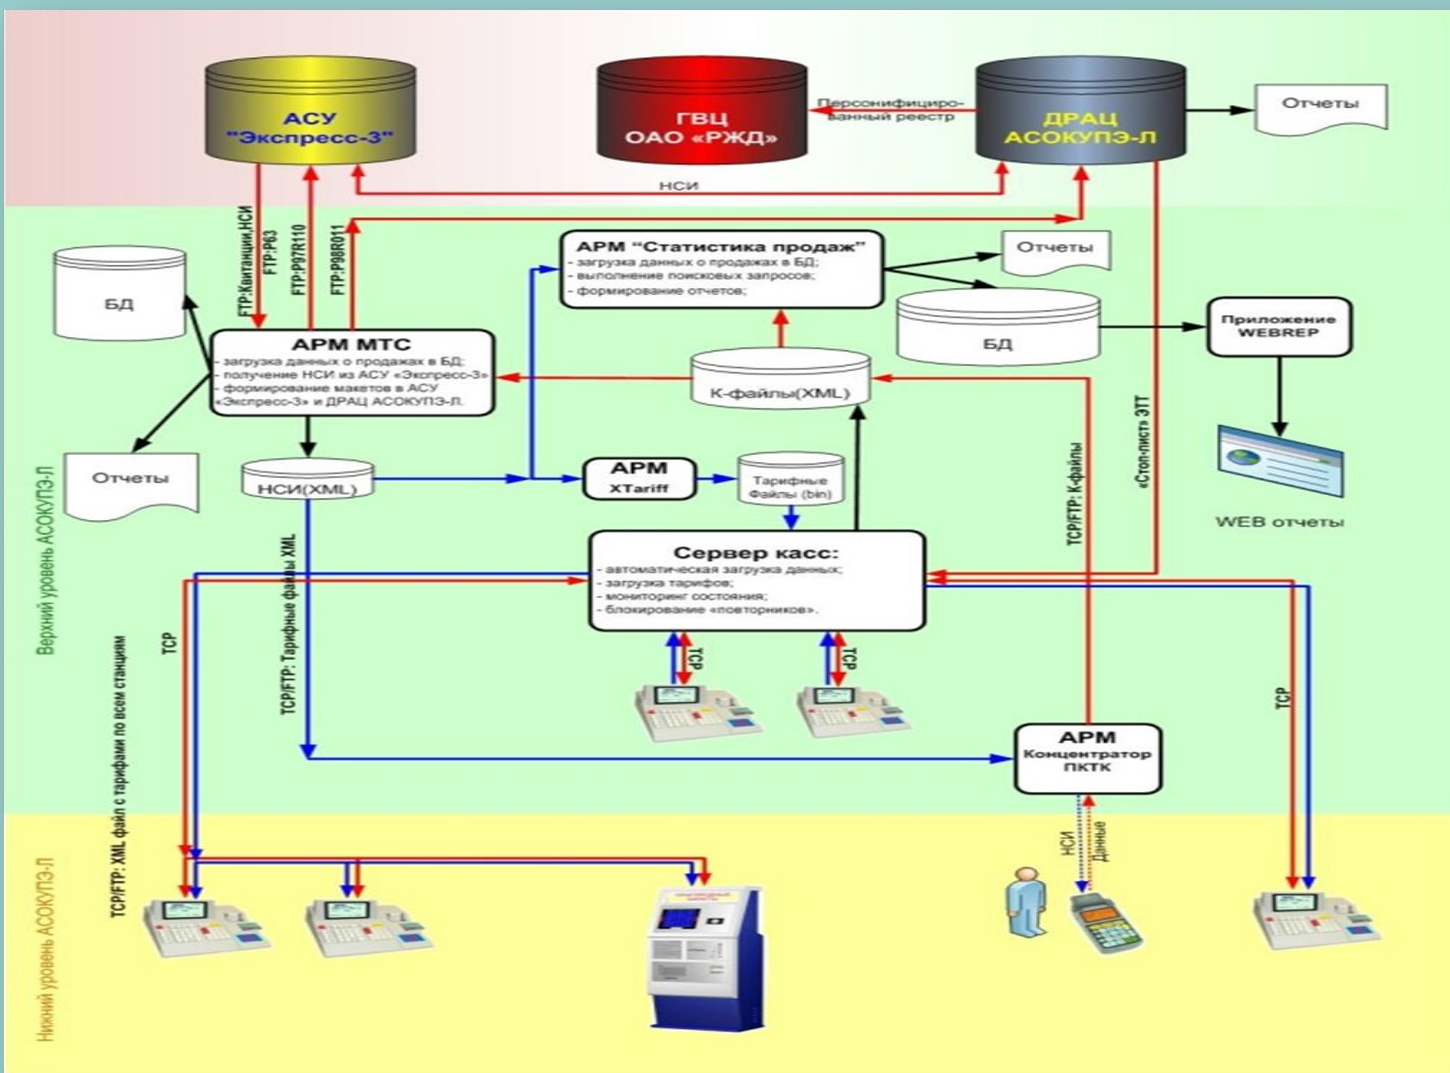 АСУ
"Экспресс-3"
ГВЦ
ОАО «РЖД»
Персонифициро-
ванный реестр
ДРАЦ
АСОКУПЭ-Л
Отчеты
НСИ
FTP:Квитанции,НСИ
FTP:P63
FTP:P97R110
FTP:P98R011
БД
АРМ "Статистика продаж"
- загрузка данных о продажах в БД;
- выполнение поисковых запросов;
- формирование отчетов;
Отчеты
БД
Приложение
WEBREP
АРМ МТС
- загрузка данных о продажах в БД;
- получение НСИ из АСУ «Экспресс-3»
- формирование макетов в АСУ
«Экспресс-3» и ДРАЦ АСОКУПЭ-Л.
К-файлы(XML)
«Стоп-лист» ЭТТ
TCP/FTP: К-файлы
Отчеты
НСИ(XML)
АРМ
XTariff
Тарифные
Файлы (bin)
WEB отчеты
Верхний уровень АСОКУПЭ-Л
Сервер касс:
- автоматическая загрузка данных;
- загрузка тарифов;
- мониторинг состояния;
- блокирование «повторников».
TCP
TCP/FTP: Тарифные файлы XML
TCP
TCP
TCP
TCP/FTP: XML файл с тарифами по всем станциям
АРМ
Концентратор
ПКТК
НСИ
Данные
Нижний уровень АСОКУПЭ-Л